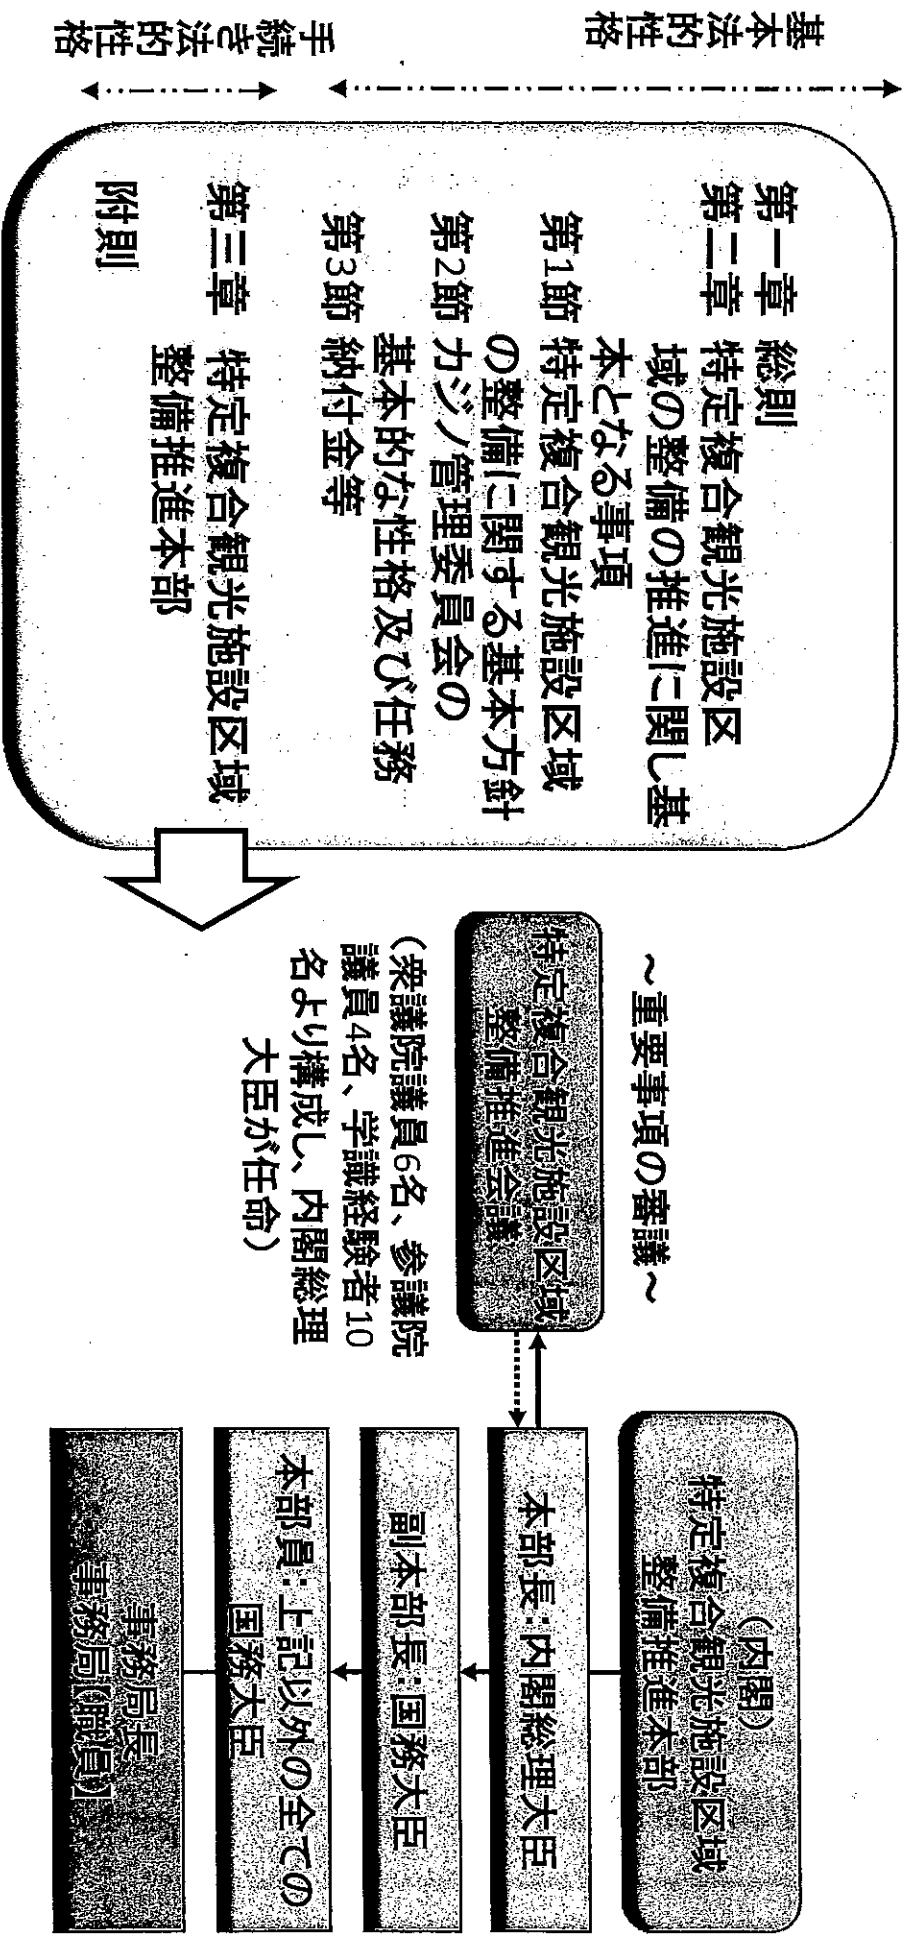 基本法的性格
手続き法的性格
第一章 総則
第二章 特定複合観光施設区
域の整備の推進に関し基
本となる事項
第1節 特定複合観光施設区域
の整備に関する基本方針
第2節 カジノ管理委員会の
基本的な性格及び任務
第3節 納付金等
第三章 特定複合観光施設区域
整備推進本部
附則
~重要事項の審議~
特定複合観光施設区域
整備推進会議
(衆議院議員6名、参議院
議員4名、学識経験者10
名より構成し、内閣総理
大臣が任命)
(内閣)
特定複合観光施設区域
整備推進本部
本部長:内閣総理大臣
副本部長:国務大臣
本部員:上記以外の全ての
国務大臣
事務局長
事務局【職員】